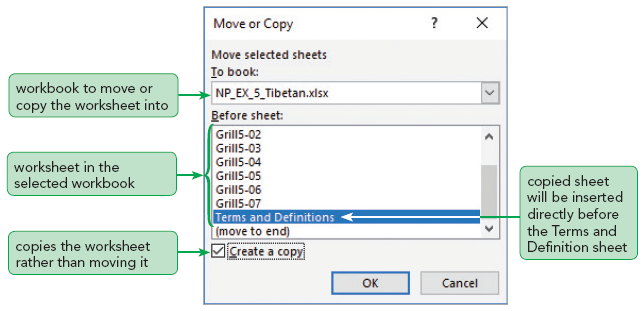 Move or Copy
?
Move selected sheets
To book:
NP_EX_5_Tibetan.xlsx
workbook to move or
copy the worksheet into
Before sheet:
Grill5-02
Grill5-03
Grill5-04
Grill5-05
Grill5-06
Grill5-07
Terms and Definitions
(move to end)
worksheet in the
selected workbook
copied sheet
will be inserted
directly before
the Terms and
Definition sheet
copies the worksheet
rather than moving it
Create a copy
OK
Cancel